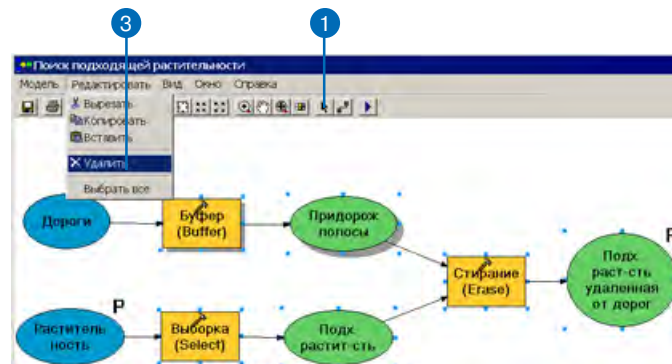 3
1
Поиск подходящей растительности
Модель Редактировать Вид Окно Справка
Вырезать
Копировать
Вставить
Удалить
Выбрать все
Дороги
Буфер
(Buffer)
Придорож
полосы
Стирание
(Erase)
Подх.
раст-сть
удаленная
от дорог
P
P
Раститель
ность
Выборка
(Select)
Подх
растит-сть